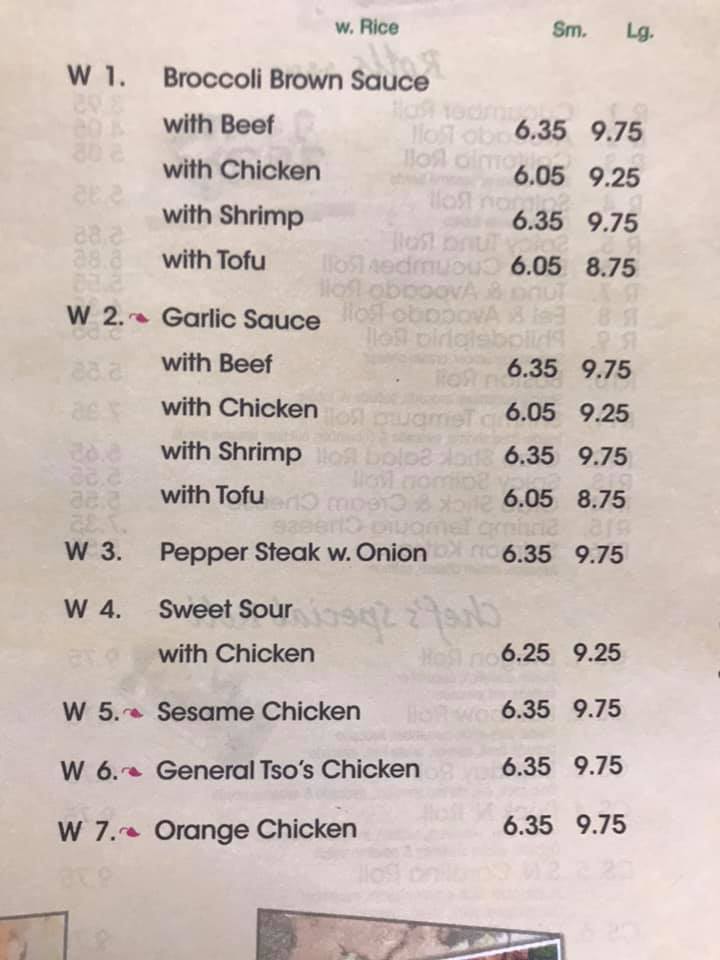 w. Rice Sm. Lg.
W 1. Broccoli Brown Sauce
with Beef 6.35 9.75
with Chicken 6.05 9.25
with Shrimp 6.35 9.75
with Tofu 6.05 8.75
W 2. Garlic Sauce
with Beef 6.35 9.75
with Chicken 6.05 9.25
with Shrimp 6.35 9.75
with Tofu 6.05 8.75
W 3. Pepper Steak w. Onion 6.35 9.75
W 4. Sweet Sour
with Chicken 6.25 9.25
W 5. Sesame Chicken 6.35 9.75
W 6. General Tso's Chicken 6.35 9.75
W 7. Orange Chicken 6.35 9.75